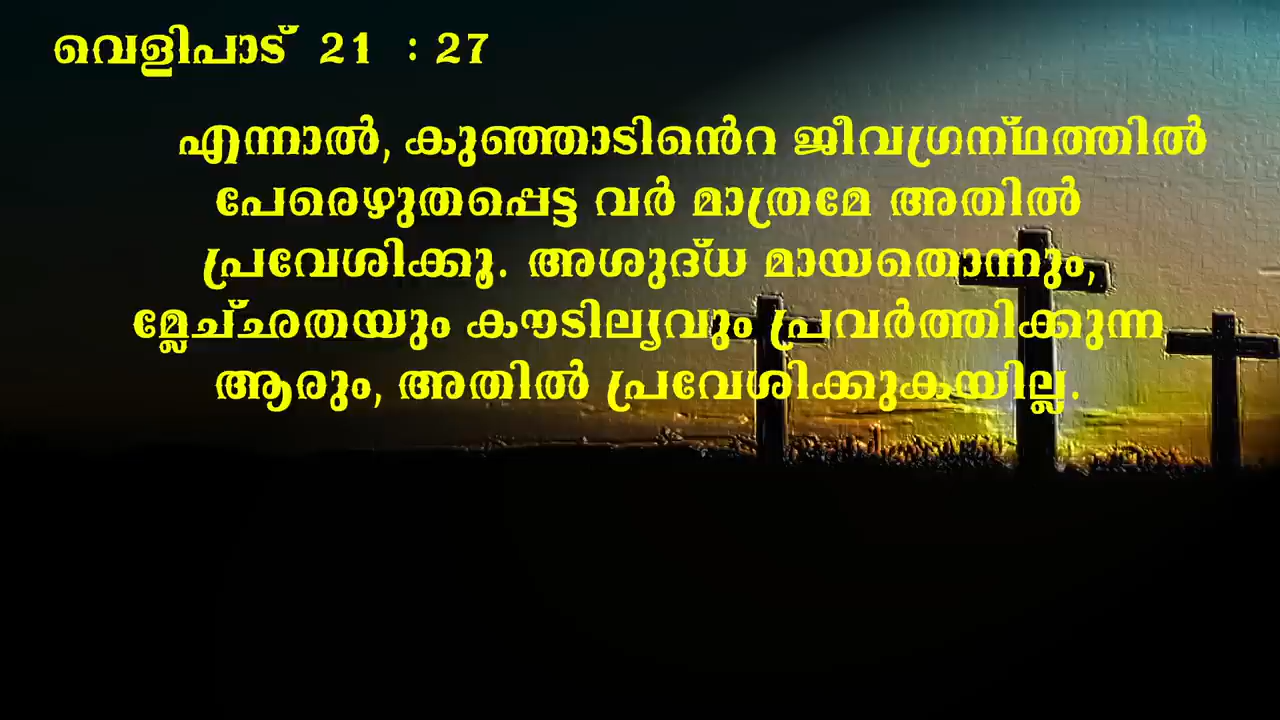 വെളിപാട് 21 : 27
എന്നാൽ, കുഞ്ഞാടിൻെറ ജീവഗ്രന്ഥത്തിൽ
പേരെഴുതപ്പെട്ട വർ മാത്രമേ അതിൽ
പ്രവേശിക്കൂ. അശുദ്ധ മായതൊന്നും,
മ്ലേച്ഛതയും കൗടില്യവും പ്രവർത്തിക്കുന്ന
ആരും, അതിൽ പ്രവേശിക്കുകയില്ല.